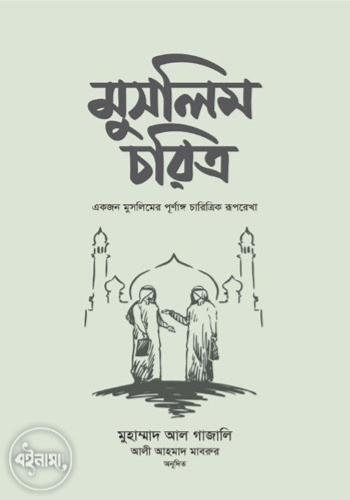 মুসলিম
চরিত্র
একজন মুসলিমের পূর্ণাঙ্গ চারিত্রিক রূপরেখা
মুহাম্মাদ আল গাজালি
আলী আহমাদ মাবরুর
অনূদিত
বইনামা